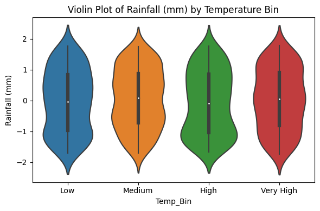 Violin Plot of Rainfall (mm) by Temperature Bin
Rainfall (mm)
2
1
0
−1
−2
Low Medium High Very High
Temp_Bin